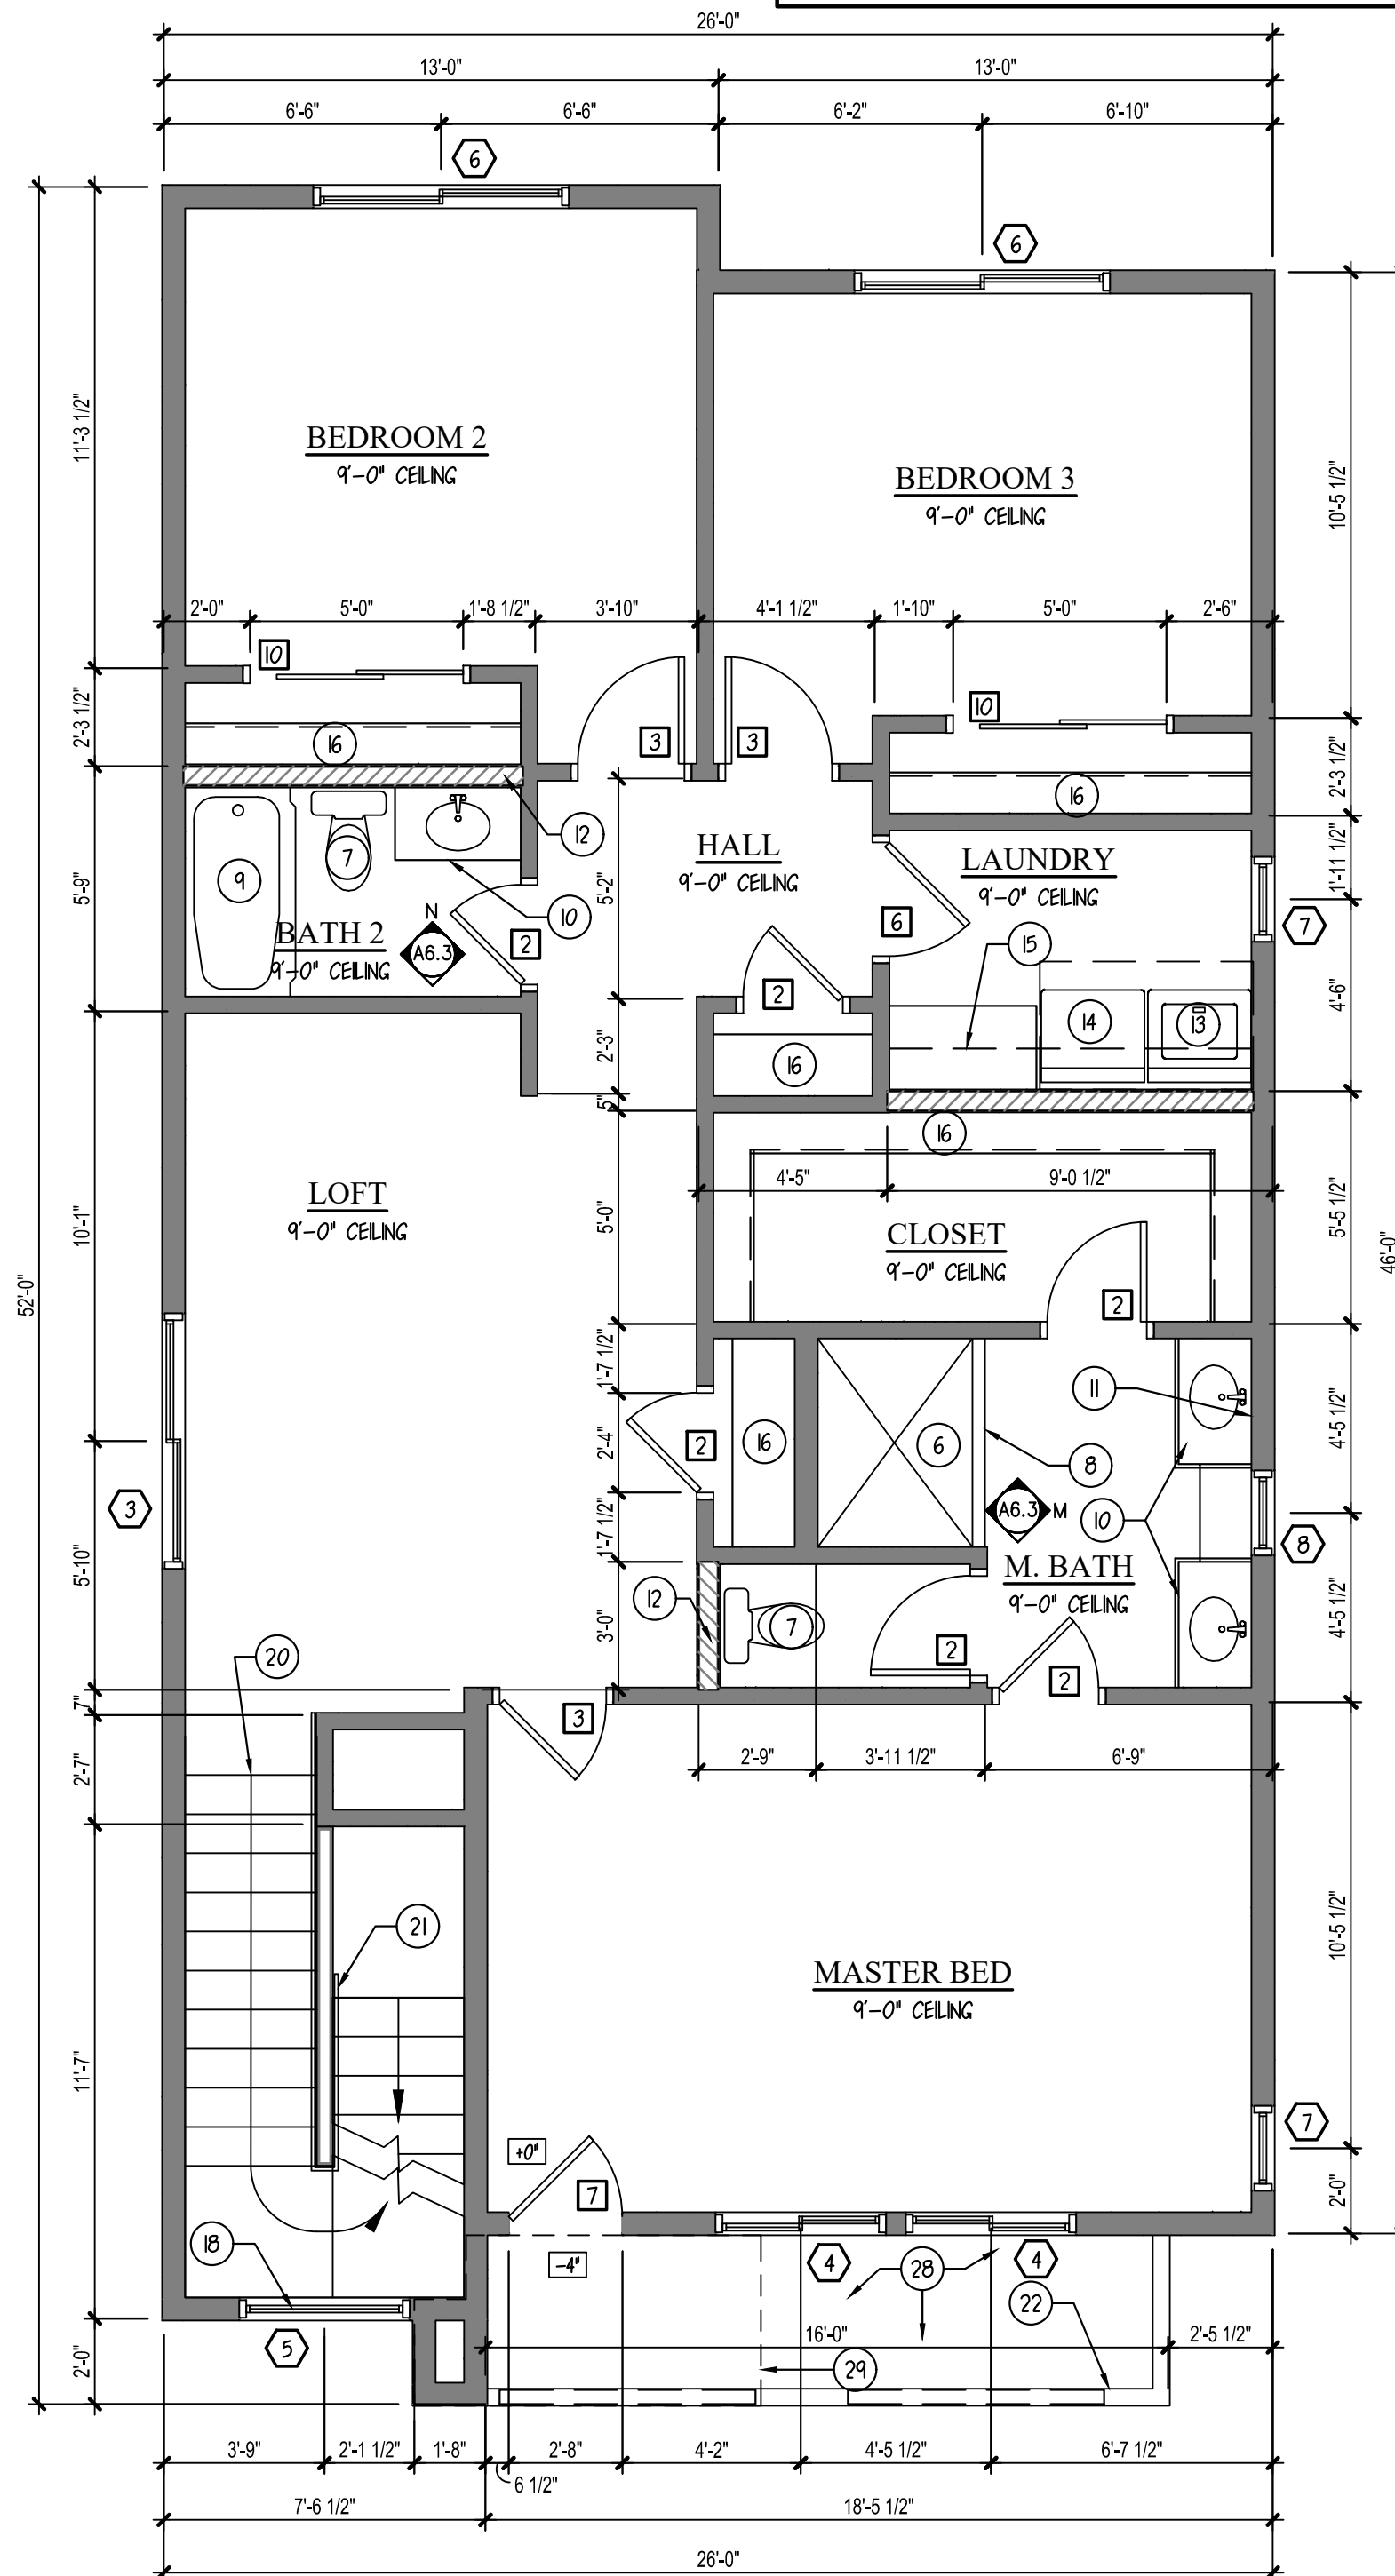 26'-0"
13'-0" 13'-0"
6'-6" 6'-6" 6'-2" 6'-10"
6
6
11'-3 1/2"
BEDROOM 2
9'-0" CEILING
BEDROOM 3
9'-0" CEILING
10'-5 1/2"
2'-0" 5'-0" 1'-8 1/2" 3'-10" 4'-1 1/2" 1'-10" 5'-0" 2'-6"
10
10
3
3
2'-3 1/2"
16
16
2'-3 1/2"
12
7
9
HALL
9'-0" CEILING
LAUNDRY
9'-0" CEILING
1'-11 1/2"
5'-9"
5'-2"
10
6
7
BATH 2
9'-0" CEILING
N
A6.3
2
15
2
4'-6"
14
13
2'-3"
16
5"
16
4'-5" 9'-0 1/2"
LOFT
9'-0" CEILING
10'-1"
5'-0"
CLOSET
9'-0" CEILING
5'-5 1/2"
46'-0"
52'-0"
2
1'-7 1/2"
11
4'-5 1/2"
2'-4"
2
16
6
8
3
A6.3
M
10
8
1'-7 1/2"
5'-10"
M. BATH
9'-0" CEILING
12
7
3'-0"
4'-5 1/2"
20
2
2
7"
3
2'-7"
2'-9" 3'-11 1/2" 6'-9"
21
10'-5 1/2"
MASTER BED
9'-0" CEILING
11'-7"
+0"
7
7
2'-0"
18
-4"
4
28
4
22
5
16'-0" 2'-5 1/2"
2'-0"
29
3'-9" 2'-1 1/2" 1'-8" 2'-8" 4'-2" 4'-5 1/2" 6'-7 1/2"
6 1/2"
7'-6 1/2" 18'-5 1/2"
26'-0"